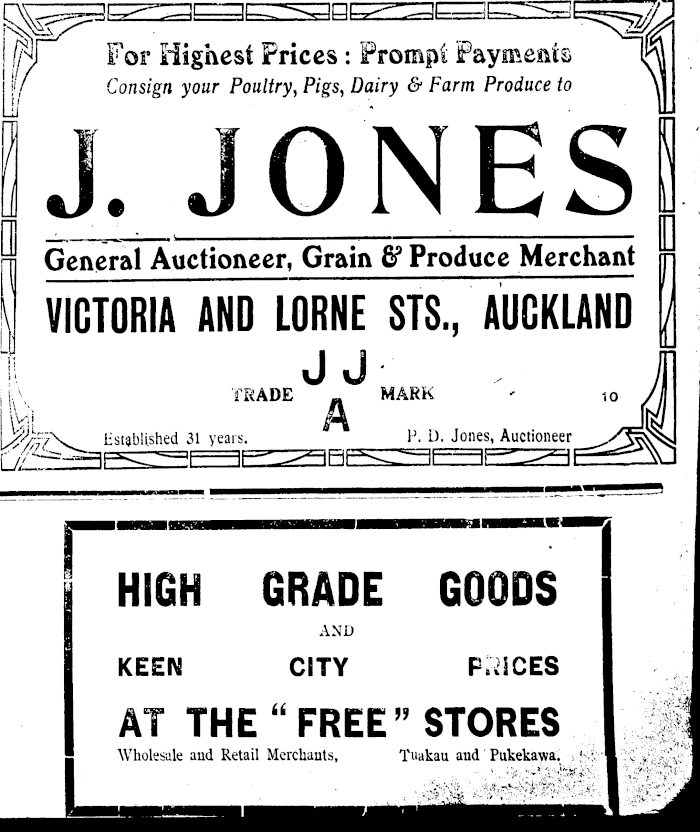 For Highest Prices : Prompt Payments
Consign your Poultry, Pigs, Dairy & Farm Produce to
J. JONES
General Auctioneer, Grain & Produce Merchant
VICTORIA AND LORNE STS., AUCKLAND
J J
TRADE MARK 10
A
Established 31 years. P. D. Jones, Auctioneer
HIGH GRADE GOODS
AND
KEEN CITY PRICES
AT THE "FREE" STORES
Wholesale and Retail Merchants, Tuakau and Pukekawa.